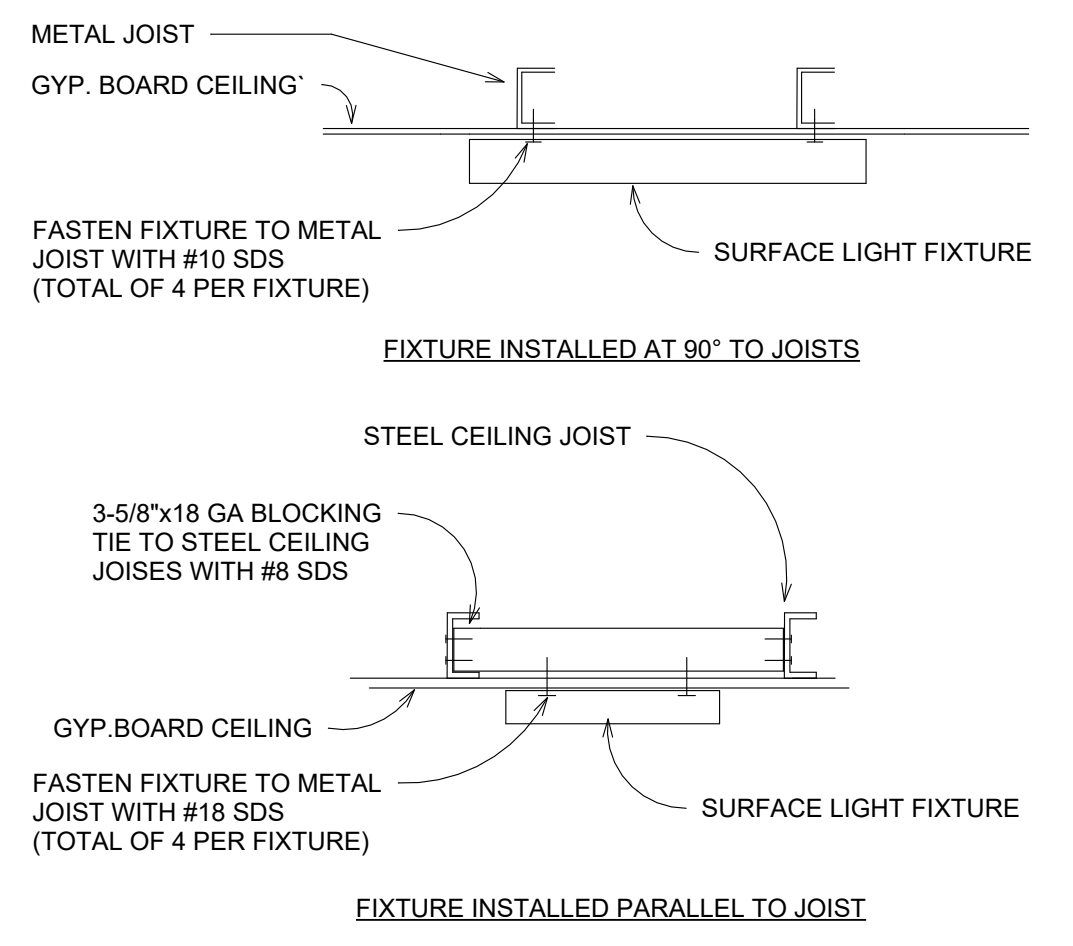 METAL JOIST
GYP. BOARD CEILING`
FASTEN FIXTURE TO METAL
JOIST WITH #10 SDS
(TOTAL OF 4 PER FIXTURE)
SURFACE LIGHT FIXTURE
FIXTURE INSTALLED AT 90° TO JOISTS
STEEL CEILING JOIST
3-5/8"x18 GA BLOCKING
TIE TO STEEL CEILING
JOISES WITH #8 SDS
GYP.BOARD CEILING
FASTEN FIXTURE TO METAL
JOIST WITH #18 SDS
(TOTAL OF 4 PER FIXTURE)
SURFACE LIGHT FIXTURE
FIXTURE INSTALLED PARALLEL TO JOIST